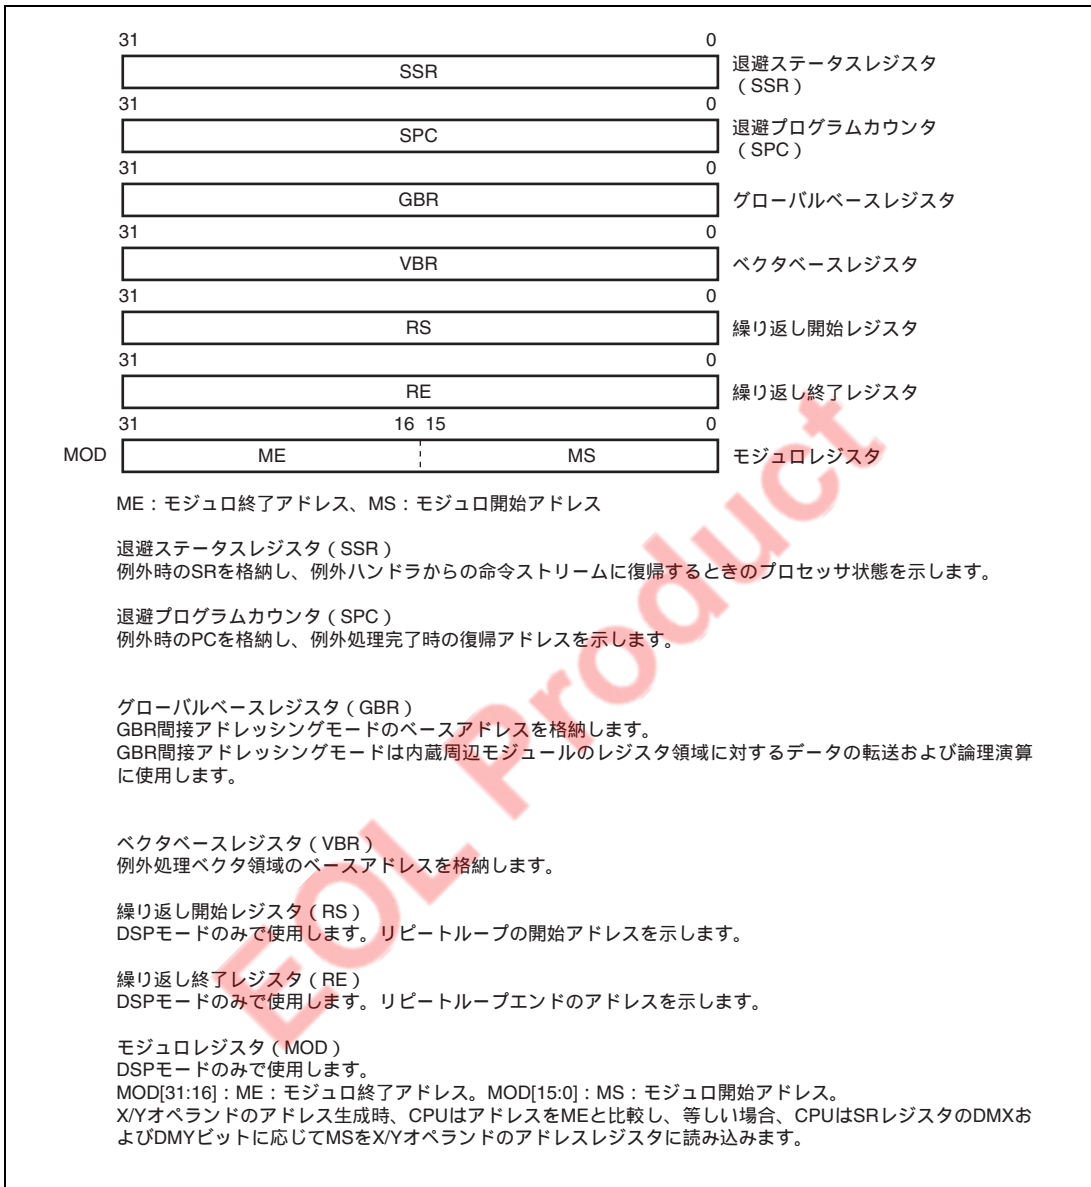 31 0
SSR 退避ステータスレジスタ
(SSR)
31 0
SPC 退避プログラムカウンタ
(SPC)
31 0
GBR グローバルベースレジスタ
31 0
VBR ベクタベースレジスタ
31 0
RS 繰り返し開始レジスタ
31 0
RE 繰り返し終了レジスタ
31 16 15 0
MOD ME MS モジュロレジスタ
ME:モジュロ終了アドレス、MS:モジュロ開始アドレス
退避ステータスレジスタ(SSR)
例外時のSRを格納し、例外ハンドラからの命令ストリームに復帰するときのプロセッサ状態を示します。
退避プログラムカウンタ(SPC)
例外時のPCを格納し、例外処理完了時の復帰アドレスを示します。
グローバルベースレジスタ(GBR)
GBR間接アドレッシングモードのベースアドレスを格納します。
GBR間接アドレッシングモードは内蔵周辺モジュールのレジスタ領域に対するデータの転送および論理演算
に使用します。
ベクタベースレジスタ(VBR)
例外処理ベクタ領域のベースアドレスを格納します。
繰り返し開始レジスタ(RS)
DSPモードのみで使用します。リピートループの開始アドレスを示します。
繰り返し終了レジスタ(RE)
DSPモードのみで使用します。リピートループエンドのアドレスを示します。
モジュロレジスタ(MOD)
DSPモードのみで使用します。
MOD[31:16]:ME:モジュロ終了アドレス。MOD[15:0]:MS:モジュロ開始アドレス。
X/Yオペランドのアドレス生成時、CPUはアドレスをMEと比較し、等しい場合、CPUはSRレジスタのDMXお
よびDMYビットに応じてMSをX/Yオペランドのアドレスレジスタに読み込みます。
EOL Product